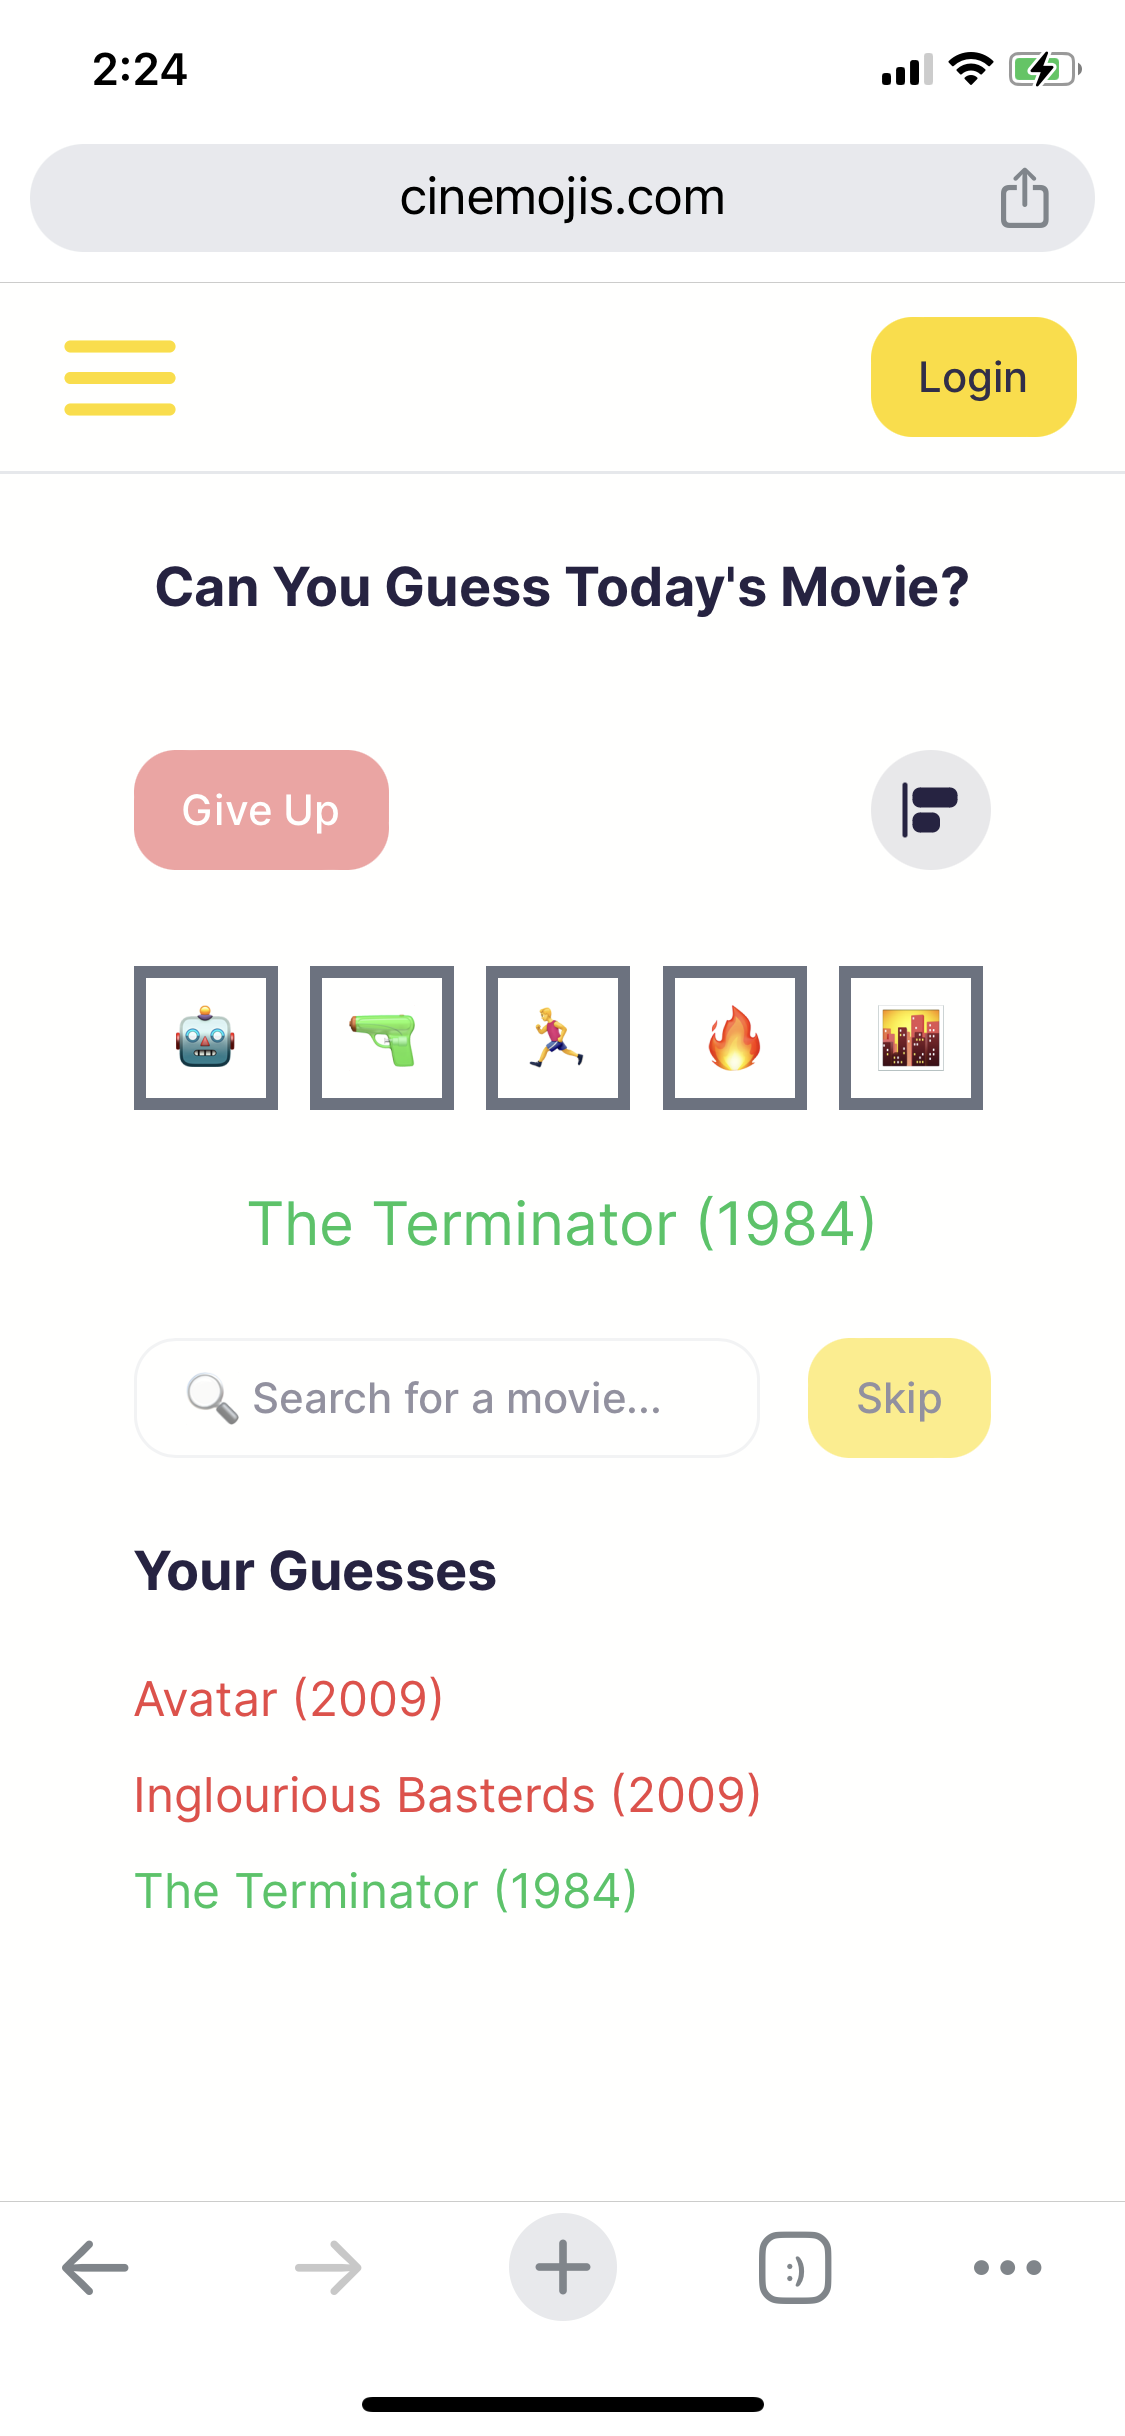 2:24
cinemojis.com
Login
Can You Guess Today's Movie?
Give Up
The Terminator (1984)
Search for a movie...
Skip
Your Guesses
Avatar (2009)
Inglourious Basterds (2009)
The Terminator (1984)
:)